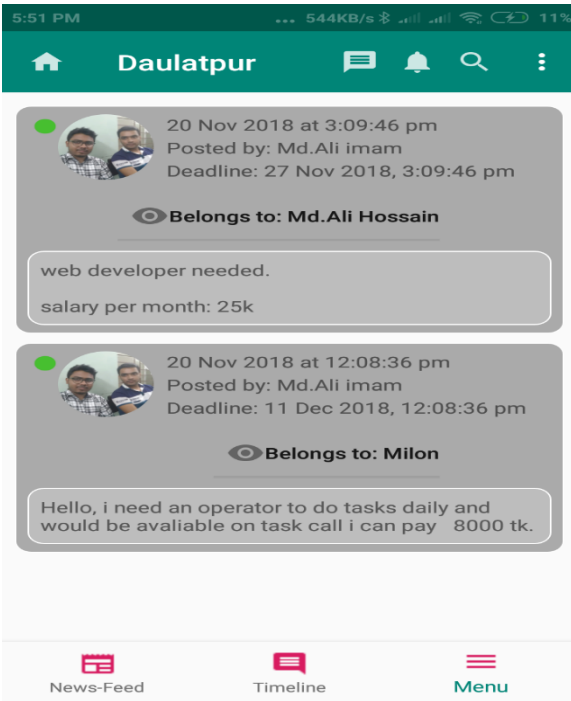 5:51 PM ... 544KB/s 11%
Daulatpur
20 Nov 2018 at 3:09:46 pm
Posted by: Md.Ali imam
Deadline: 27 Nov 2018, 3:09:46 pm
Belongs to: Md.Ali Hossain
web developer needed.
salary per month: 25k
20 Nov 2018 at 12:08:36 pm
Posted by: Md.Ali imam
Deadline: 11 Dec 2018, 12:08:36 pm
Belongs to: Milon
Hello, i need an operator to do tasks daily and
would be avaliable on task call i can pay   8000 tk.
News-Feed Timeline Menu